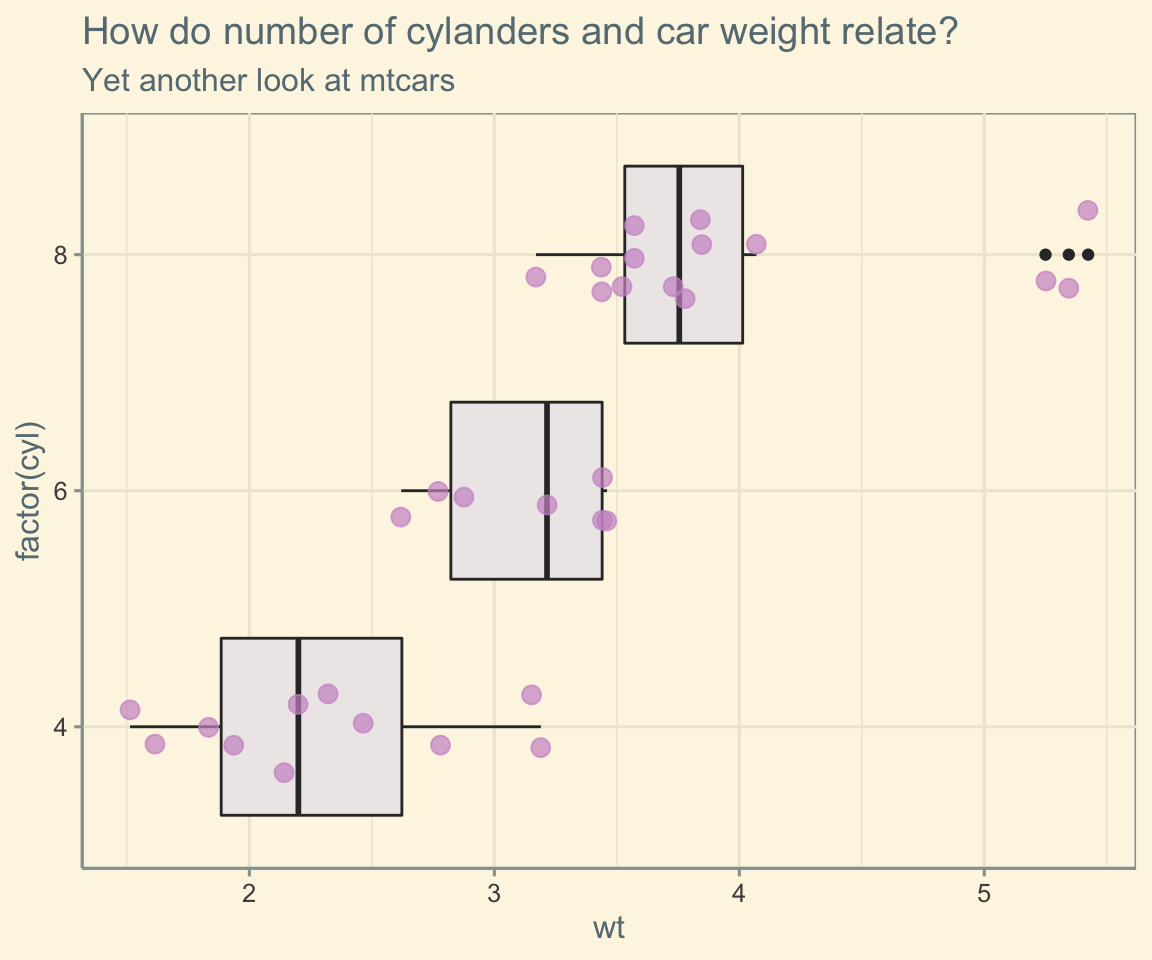 How do number of cylanders and car weight relate?
Yet another look at mtcars
8
6
4
factor(cyl)
2 3 4 5
wt